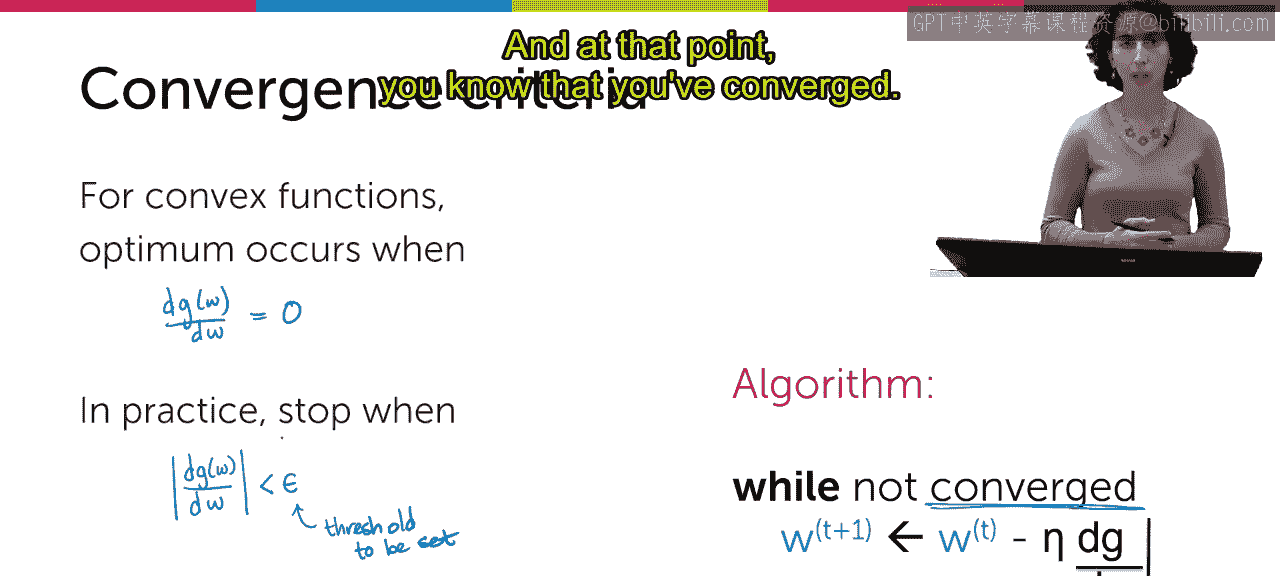 GPT中英字幕课程资源@bilibili.com
And at that point,
you know that you've converged.
Convergence criteria
For convex functions,
optimum occurs when
dg(w)
dw
= 0
In practice, stop when
|dg(w)
dw| < ε
threshold
to be set
Algorithm:
while not converged
w(t+1) ← w(t) - η dg